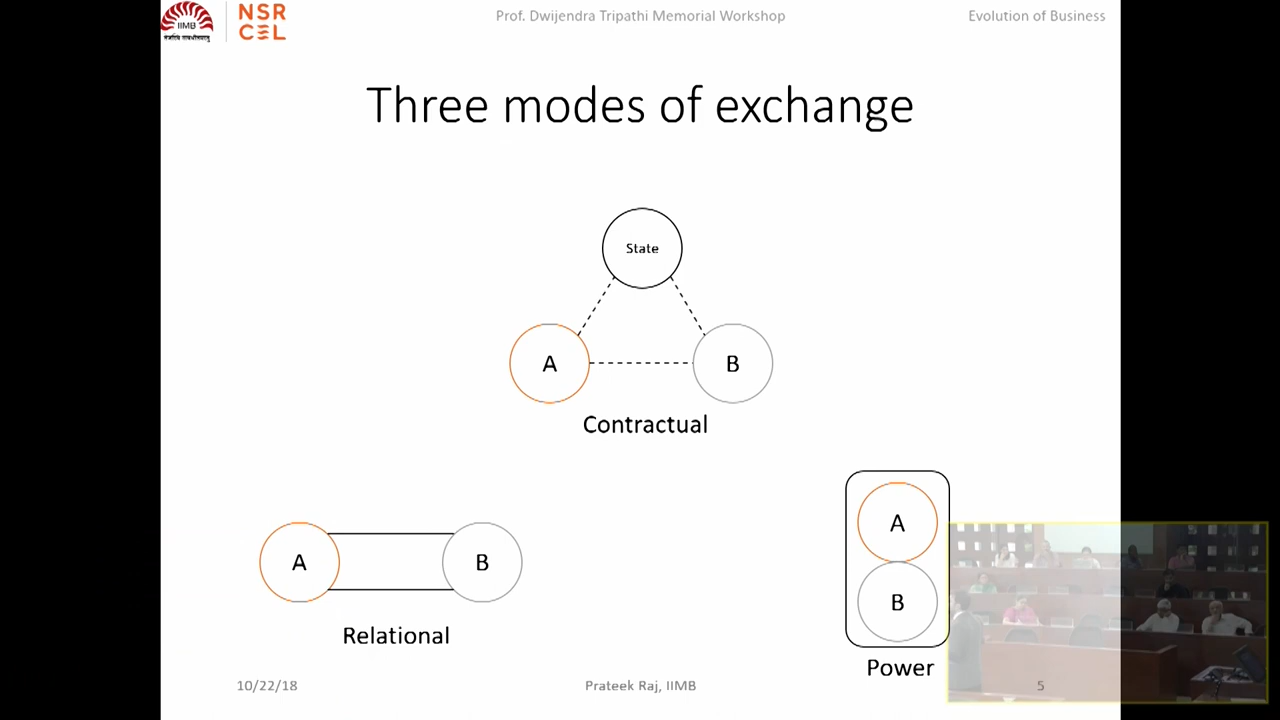 IIMB
NSR
CEL
Prof. Dwijendra Tripathi Memorial Workshop
Evolution of Business
Three modes of exchange
State
A
B
Contractual
A
B
Relational
A
B
Power
10/22/18
Prateek Raj, IIMB
5